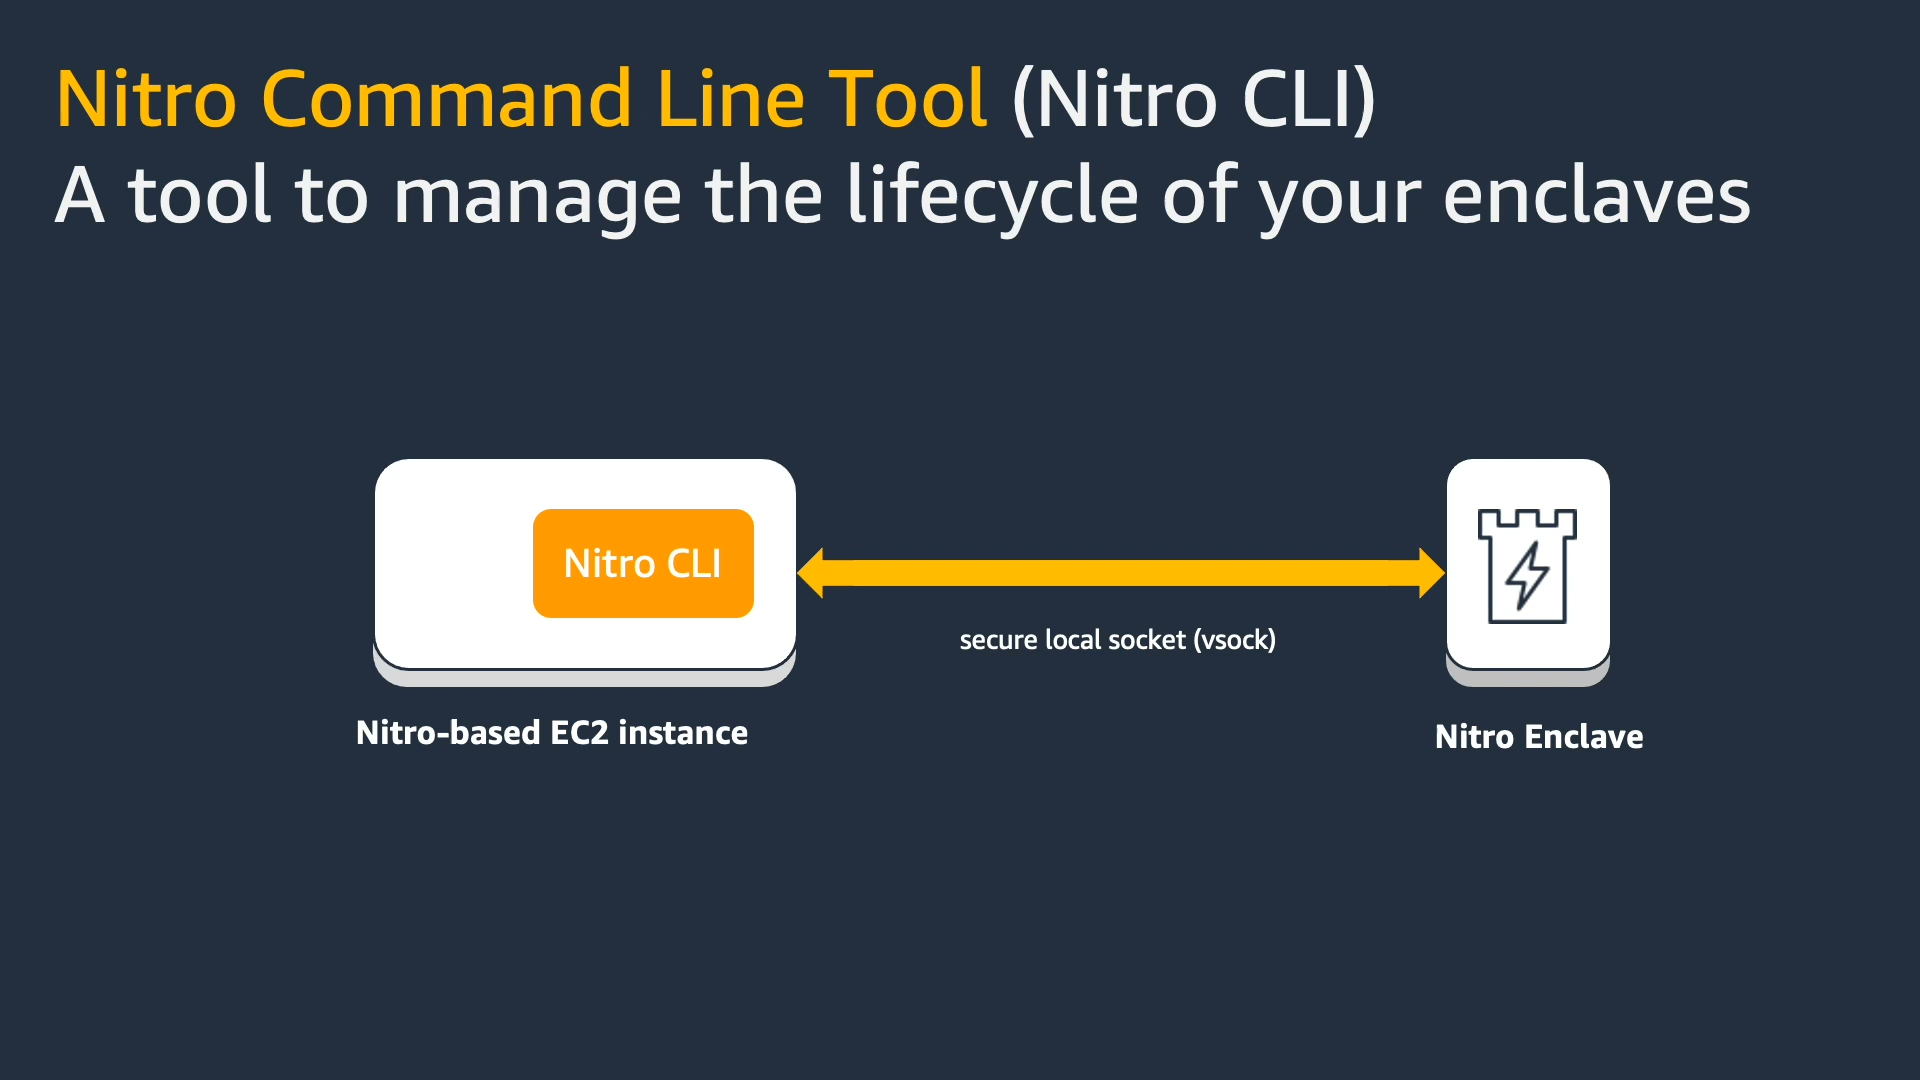 Nitro Command Line Tool (Nitro CLI)
A tool to manage the lifecycle of your enclaves
Nitro CLI
secure local socket (vsock)
Nitro-based EC2 instance
Nitro Enclave